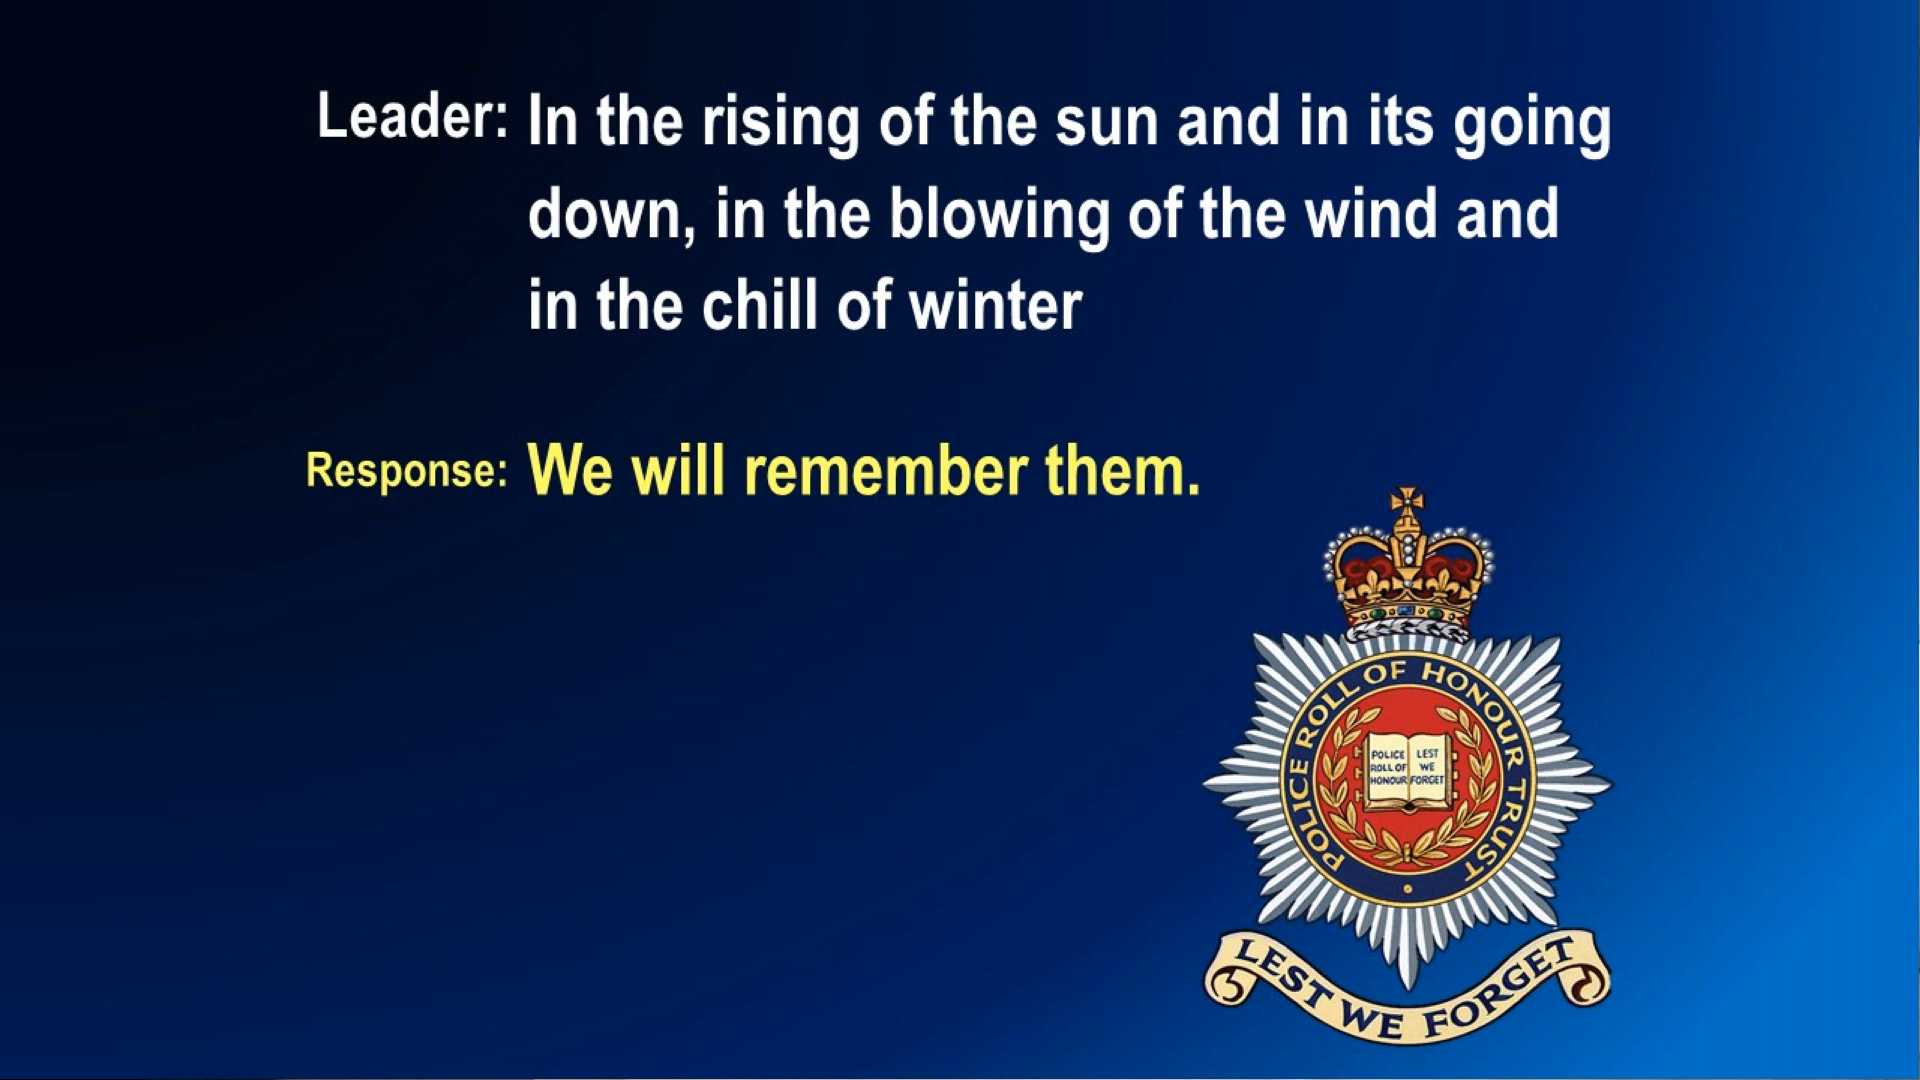 Leader: In the rising of the sun and in its going
down, in the blowing of the wind and
in the chill of winter
Response: We will remember them.
POLICE ROLL OF HONOUR TRUST
POLICE
ROLL OF
HONOUR
LEST
WE
FORGET
LEST WE FORGET